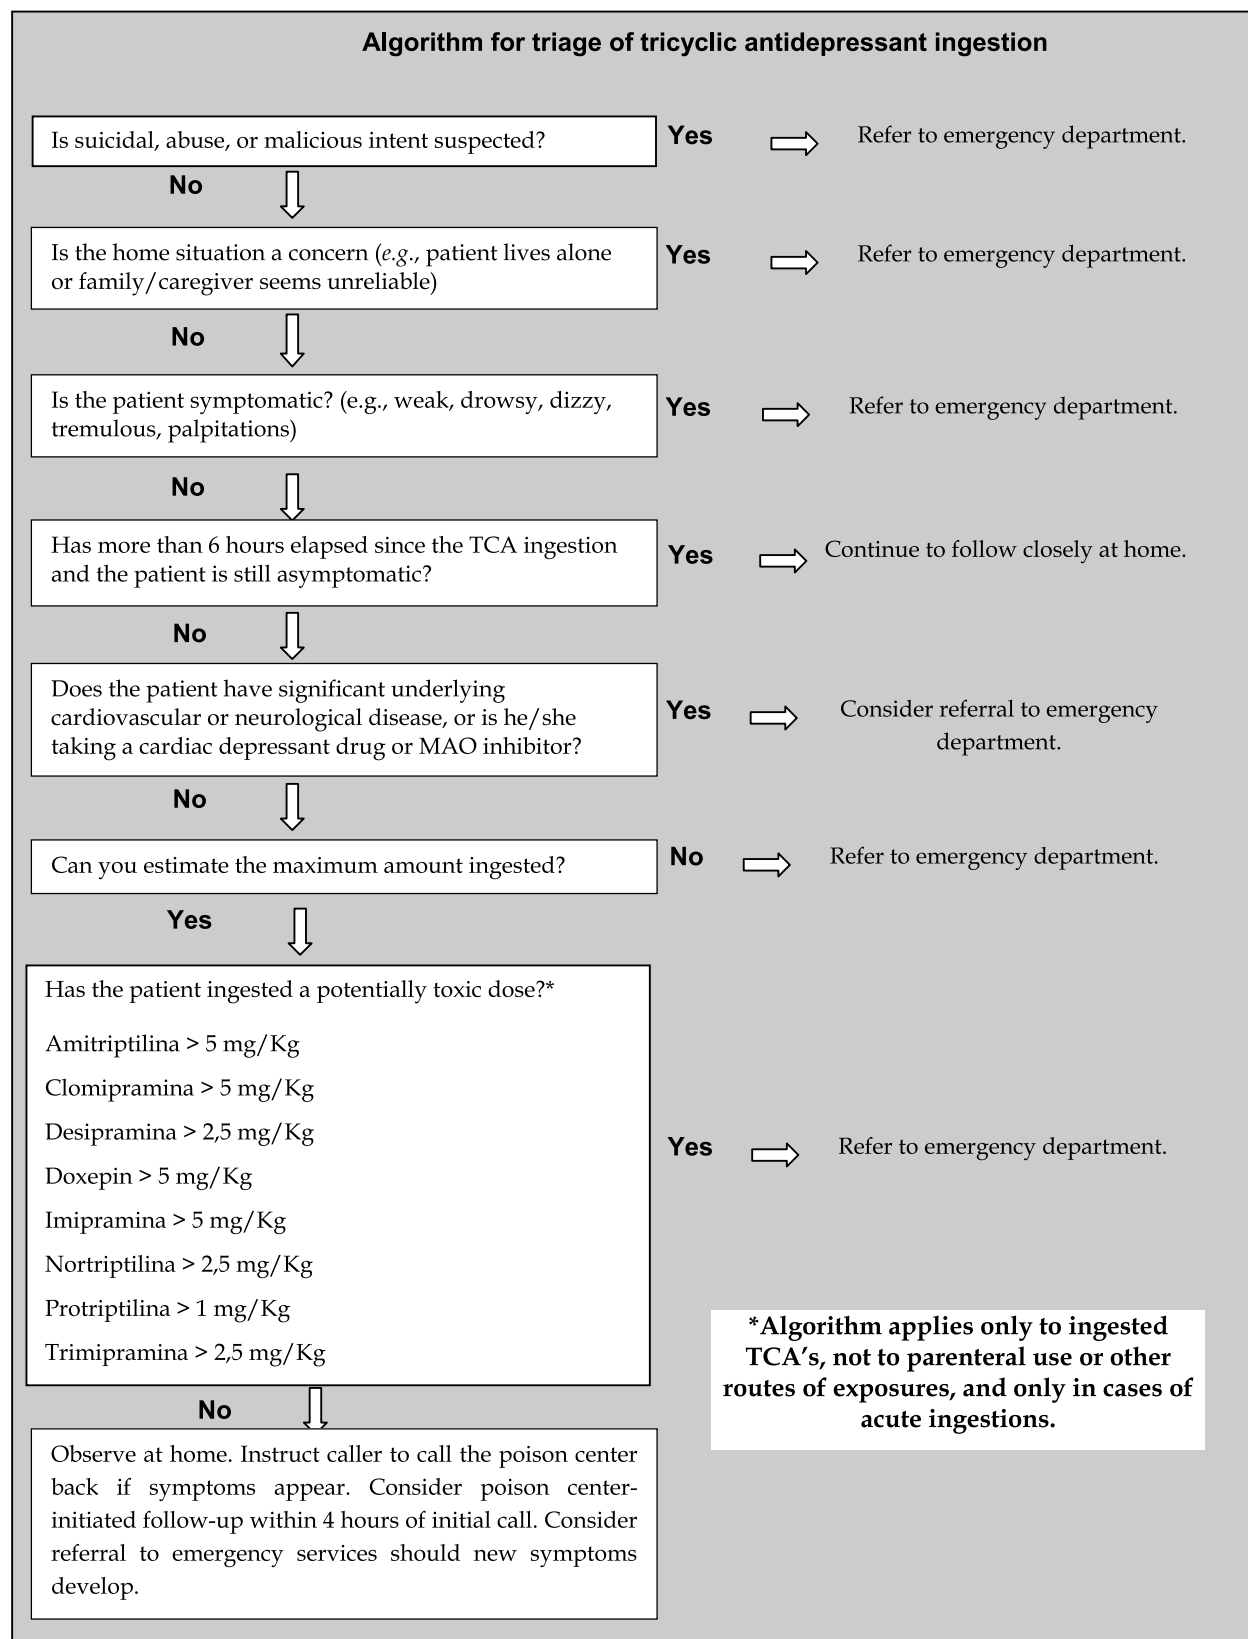 Algorithm for triage of tricyclic antidepressant ingestion
Is suicidal, abuse, or malicious intent suspected?
Yes
Refer to emergency department.
No
Is the home situation a concern (e.g., patient lives alone
or family/caregiver seems unreliable)
Yes
Refer to emergency department.
No
Is the patient symptomatic? (e.g., weak, drowsy, dizzy,
tremulous, palpitations)
Yes
Refer to emergency department.
No
Has more than 6 hours elapsed since the TCA ingestion
and the patient is still asymptomatic?
Yes
Continue to follow closely at home.
No
Does the patient have significant underlying
cardiovascular or neurological disease, or is he/she
taking a cardiac depressant drug or MAO inhibitor?
Yes
Consider referral to emergency
department.
No
Can you estimate the maximum amount ingested?
No
Refer to emergency department.
Yes
Has the patient ingested a potentially toxic dose?*
Amitriptilina > 5 mg/Kg
Clomipramina > 5 mg/Kg
Desipramina > 2,5 mg/Kg
Doxepin > 5 mg/Kg
Imipramina > 5 mg/Kg
Nortriptilina > 2,5 mg/Kg
Protriptilina > 1 mg/Kg
Trimipramina > 2,5 mg/Kg
Yes
Refer to emergency department.
*Algorithm applies only to ingested
TCA's, not to parenteral use or other
routes of exposures, and only in cases of
acute ingestions.
No
Observe at home. Instruct caller to call the poison center
back if symptoms appear. Consider poison center-
initiated follow-up within 4 hours of initial call. Consider
referral to emergency services should new symptoms
develop.